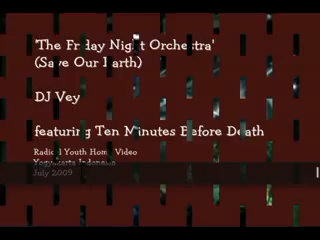 'The Friday Night Orchestra'
(Save Our Earth)
DJ Vey
featuring Ten Minutes Before Death
Radical Youth Home Video
Yogyakarta Indonesia
July 2009